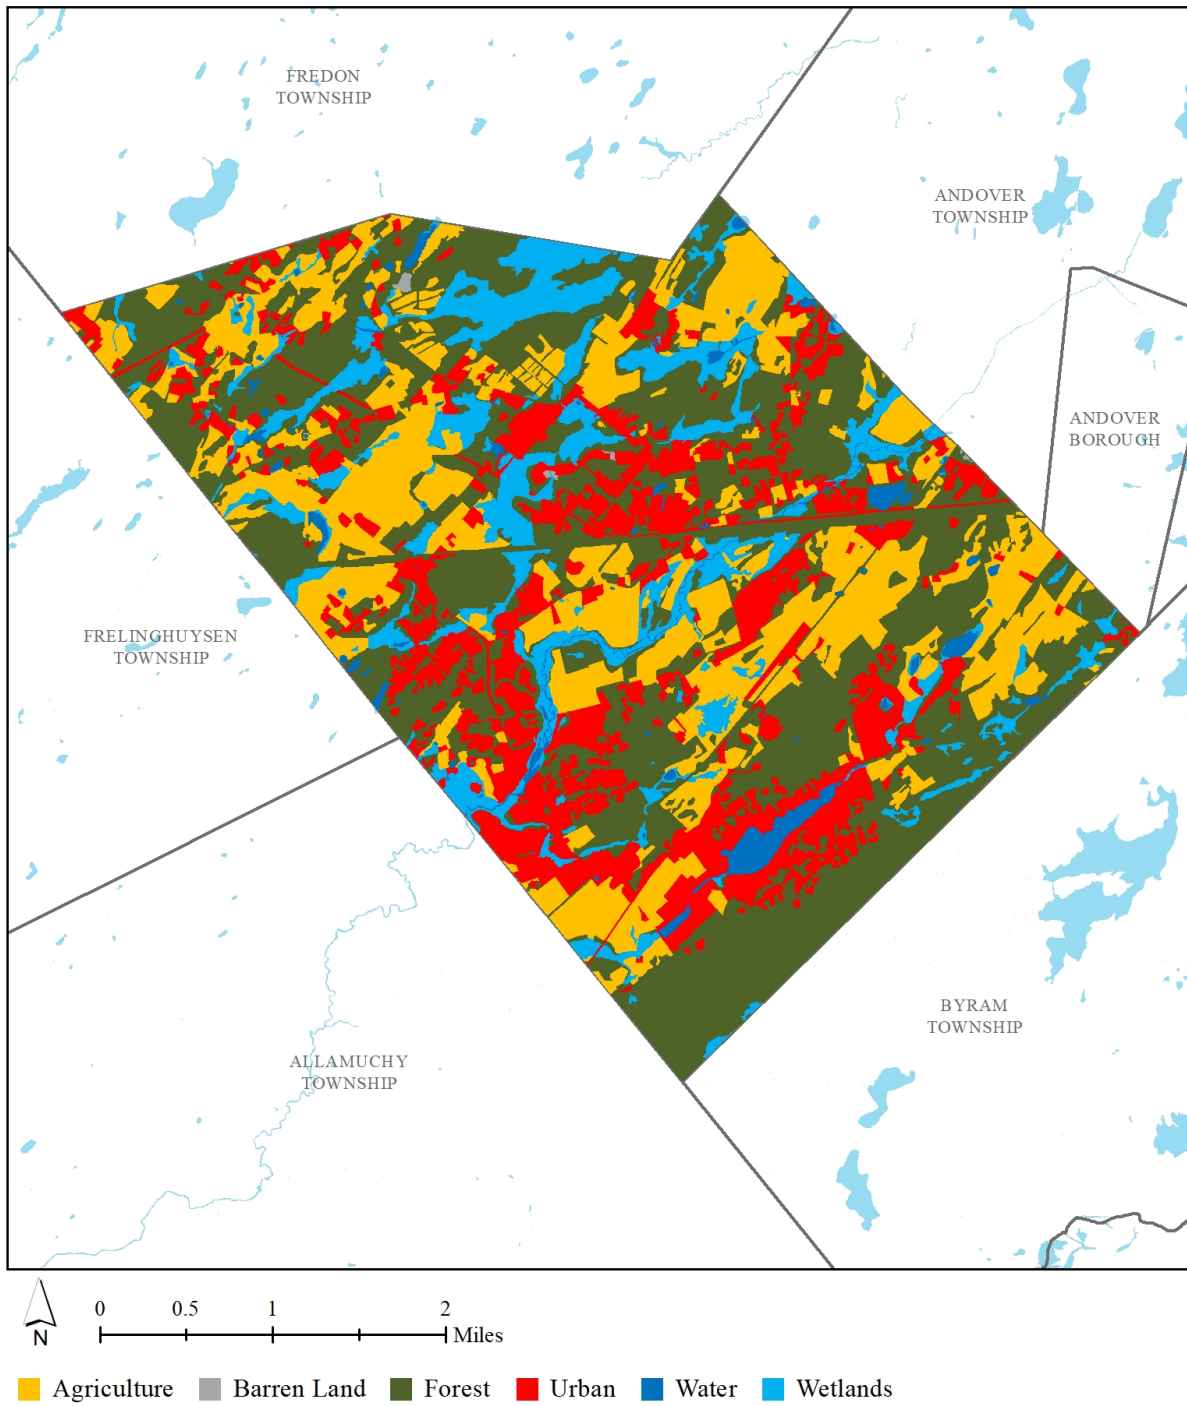 FREDON
TOWNSHIP
ANDOVER
TOWNSHIP
ANDOVER
BOROUGH
FRELINGHUYSEN
TOWNSHIP
BYRAM
TOWNSHIP
ALLAMUCHY
TOWNSHIP
N
0 0.5 1 2
Miles
Agriculture Barren Land Forest Urban Water Wetlands